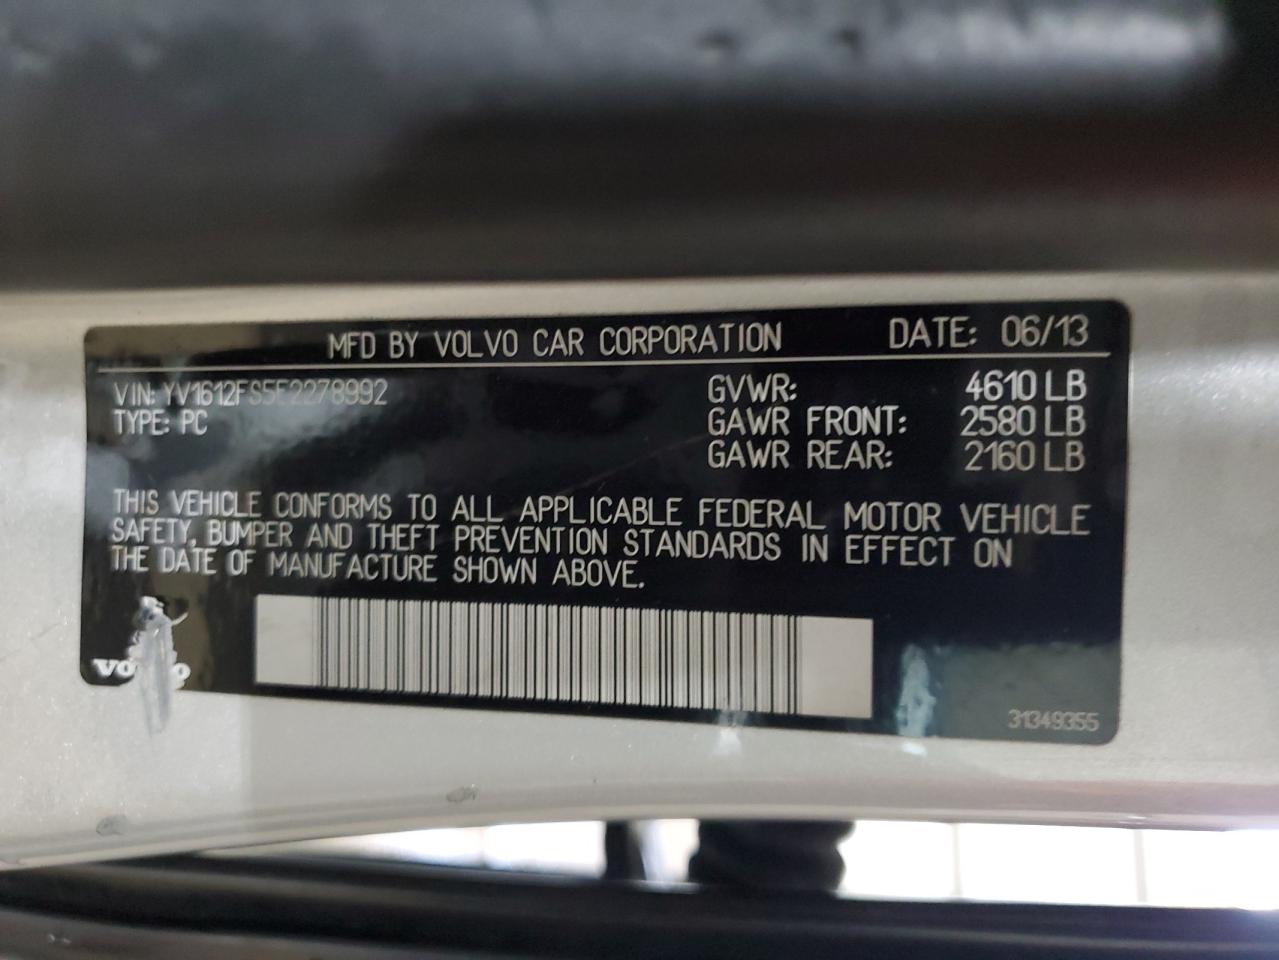 MFD BY VOLVO CAR CORPORATION DATE: 06/13
VIN: YV1612FS5E2278992 GVWR: 4610 LB
TYPE: PC GAWR FRONT: 2580 LB
GAWR REAR: 2160 LB
THIS VEHICLE CONFORMS TO ALL APPLICABLE FEDERAL MOTOR VEHICLE
SAFETY, BUMPER AND THEFT PREVENTION STANDARDS IN EFFECT ON
THE DATE OF MANUFACTURE SHOWN ABOVE.
VOLVO
31349355